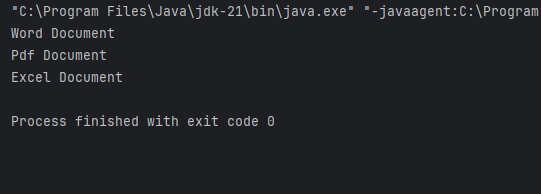 "C:\Program Files\Java\jdk-21\bin\java.exe" "-javaagent:C:\Program
Word Document
Pdf Document
Excel Document
Process finished with exit code 0